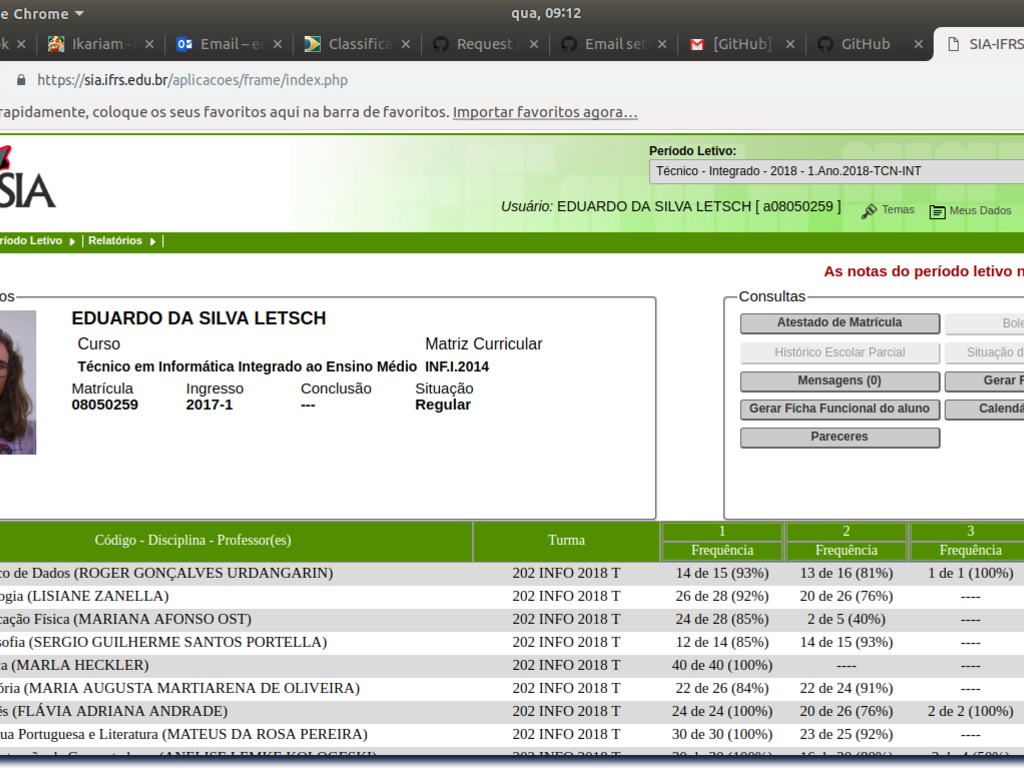 e Chrome
qua, 09:12
k × Ikariam - × Email – e × Classifica × Request × Email set × [GitHub] × GitHub × SIA-IFRS
https://sia.ifrs.edu.br/aplicacoes/frame/index.php
rapidamente, coloque os seus favoritos aqui na barra de favoritos. Importar favoritos agora...
SIA
Período Letivo:
Técnico - Integrado - 2018 - 1.Ano.2018-TCN-INT
Usuário: EDUARDO DA SILVA LETSCH [ a08050259 ] Temas Meus Dados
ríodo Letivo | Relatórios |
As notas do período letivo n
os
Consultas
EDUARDO DA SILVA LETSCH
Curso Matriz Curricular
Técnico em Informática Integrado ao Ensino Médio INF.I.2014
Matrícula Ingresso Conclusão Situação
08050259 2017-1 --- Regular
Atestado de Matrícula Bole
Histórico Escolar Parcial Situação d
Mensagens (0) Gerar F
Gerar Ficha Funcional do aluno Calendá
Pareceres
Código - Disciplina - Professor(es) Turma 1 2 3
Frequência Frequência Frequência
co de Dados (ROGER GONÇALVES URDANGARIN) 202 INFO 2018 T 14 de 15 (93%) 13 de 16 (81%) 1 de 1 (100%)
ogia (LISIANE ZANELLA) 202 INFO 2018 T 26 de 28 (92%) 20 de 26 (76%) ----
cação Física (MARIANA AFONSO OST) 202 INFO 2018 T 24 de 28 (85%) 2 de 5 (40%) ----
sofia (SERGIO GUILHERME SANTOS PORTELLA) 202 INFO 2018 T 12 de 14 (85%) 14 de 15 (93%) ----
ca (MARLA HECKLER) 202 INFO 2018 T 40 de 40 (100%) ---- ----
ória (MARIA AUGUSTA MARTIARENA DE OLIVEIRA) 202 INFO 2018 T 22 de 26 (84%) 22 de 24 (91%) ----
ês (FLÁVIA ADRIANA ANDRADE) 202 INFO 2018 T 24 de 24 (100%) 20 de 26 (76%) 2 de 2 (100%)
ua Portuguesa e Literatura (MATEUS DA ROSA PEREIRA) 202 INFO 2018 T 30 de 30 (100%) 23 de 25 (92%) ----
202 INFO 2018 T